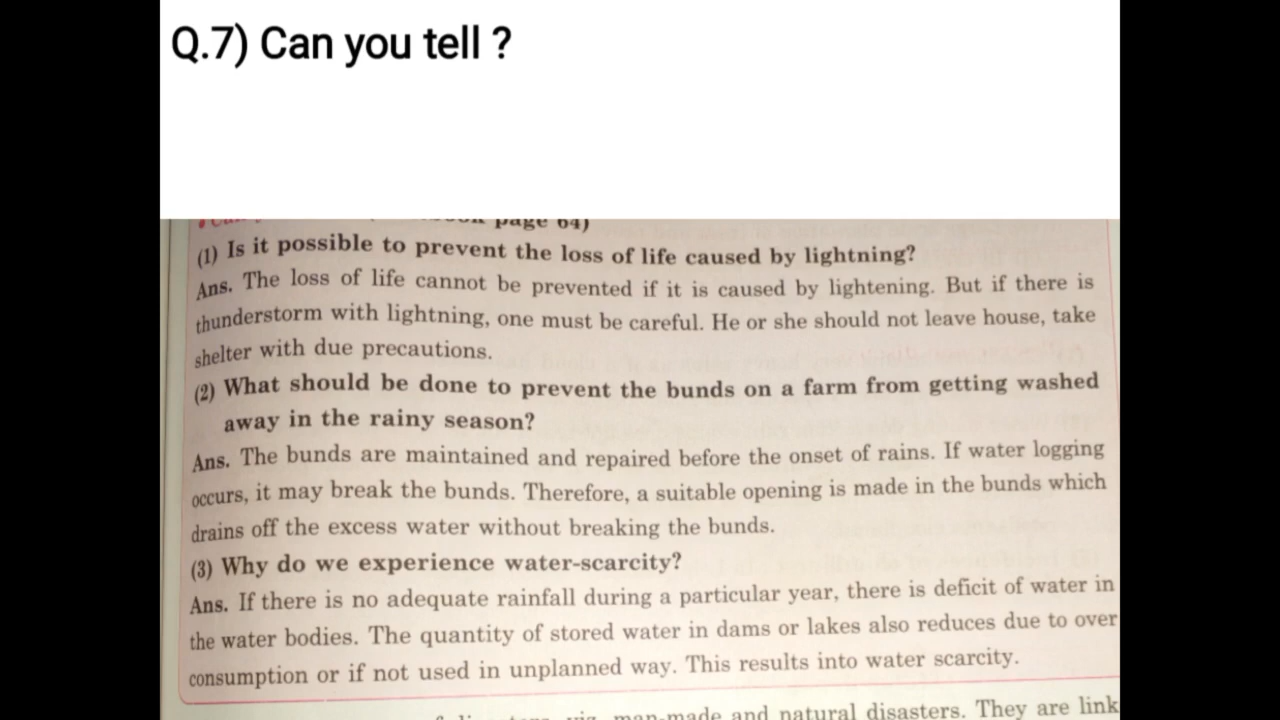 Q.7) Can you tell ?
page 64)
(1) Is it possible to prevent the loss of life caused by lightning?
Ans. The loss of life cannot be prevented if it is caused by lightening. But if there is
thunderstorm with lightning, one must be careful. He or she should not leave house, take
shelter with due precautions.
(2) What should be done to prevent the bunds on a farm from getting washed
away in the rainy season?
Ans. The bunds are maintained and repaired before the onset of rains. If water logging
occurs, it may break the bunds. Therefore, a suitable opening is made in the bunds which
drains off the excess water without breaking the bunds.
(3) Why do we experience water-scarcity?
Ans. If there is no adequate rainfall during a particular year, there is deficit of water in
the water bodies. The quantity of stored water in dams or lakes also reduces due to over
consumption or if not used in unplanned way. This results into water scarcity.
man-made and natural disasters. They are link